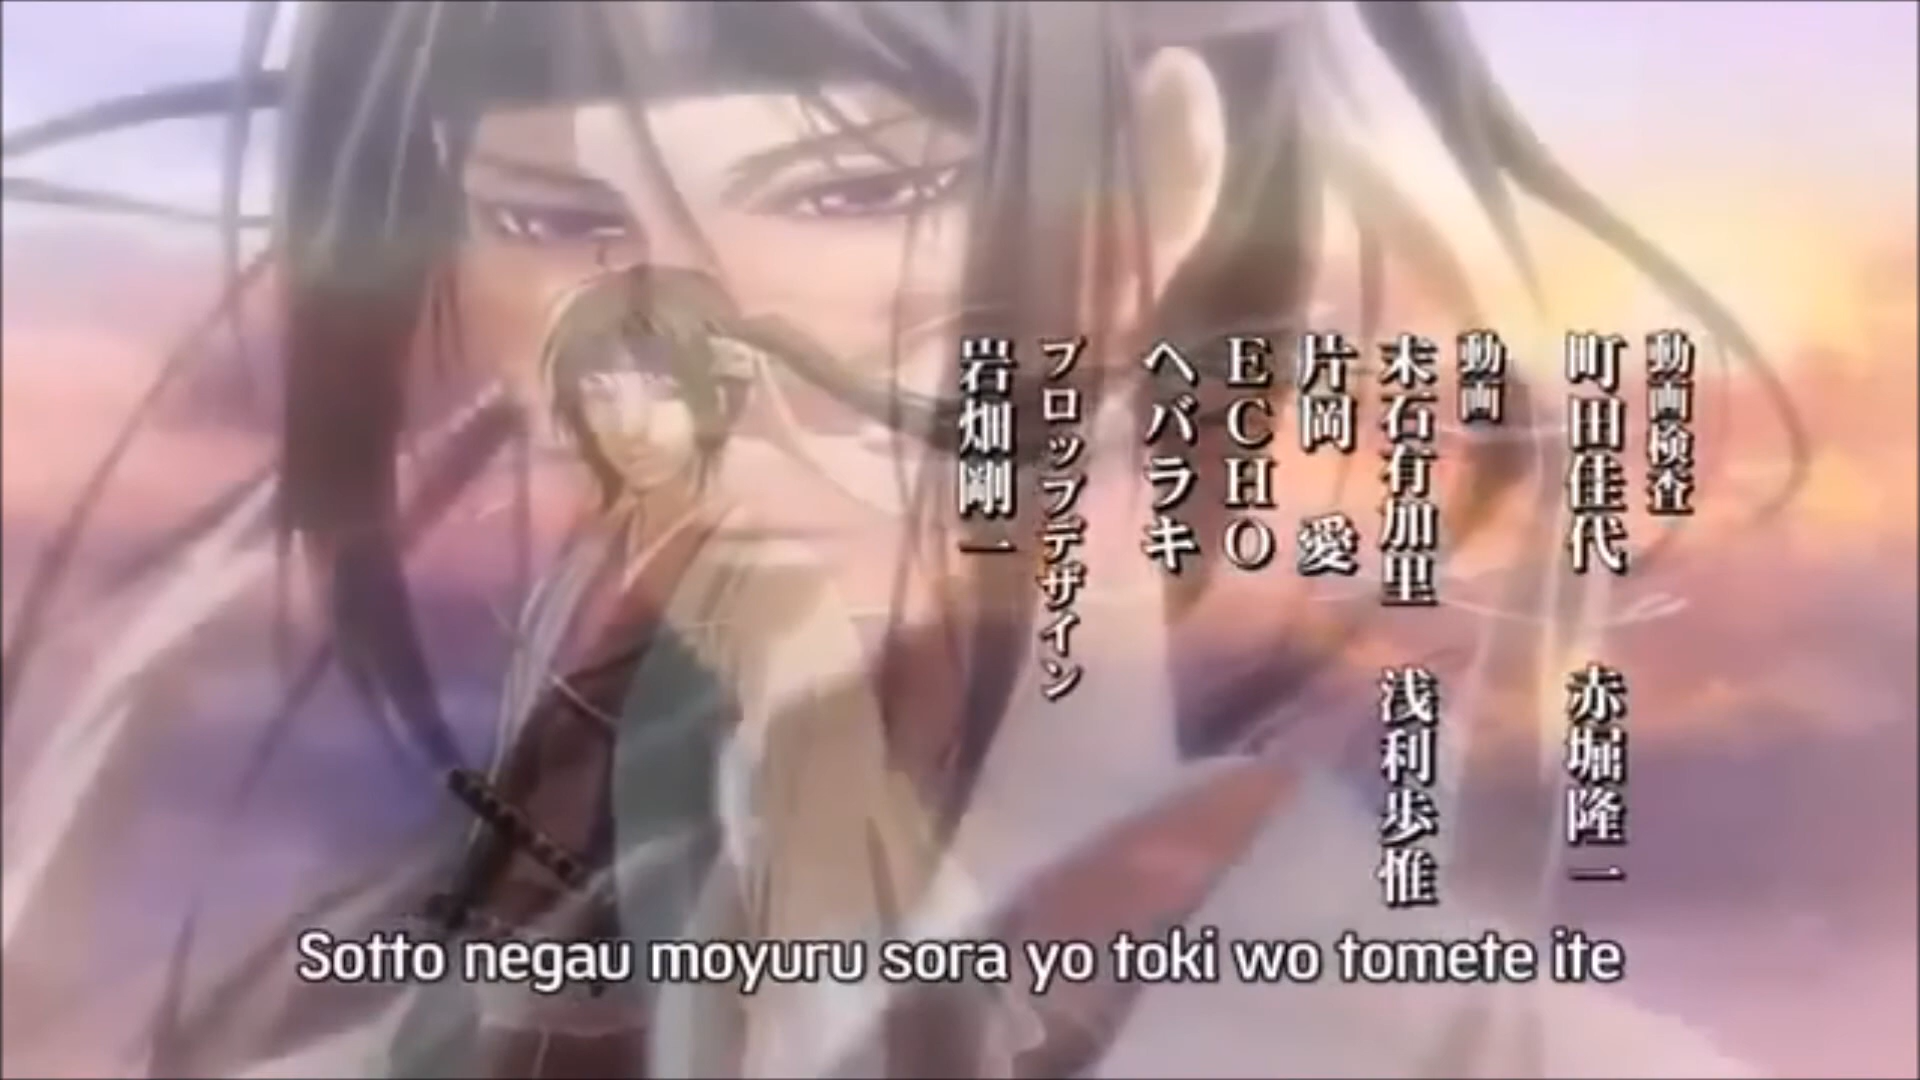 動画検査
町田佳代　赤堀隆一
動画
末石有加里　浅利歩惟
片岡　愛
ECHO
ヘバラキ
プロップデザイン
岩畑剛一
Sotto negau moyuru sora yo toki wo tomete ite